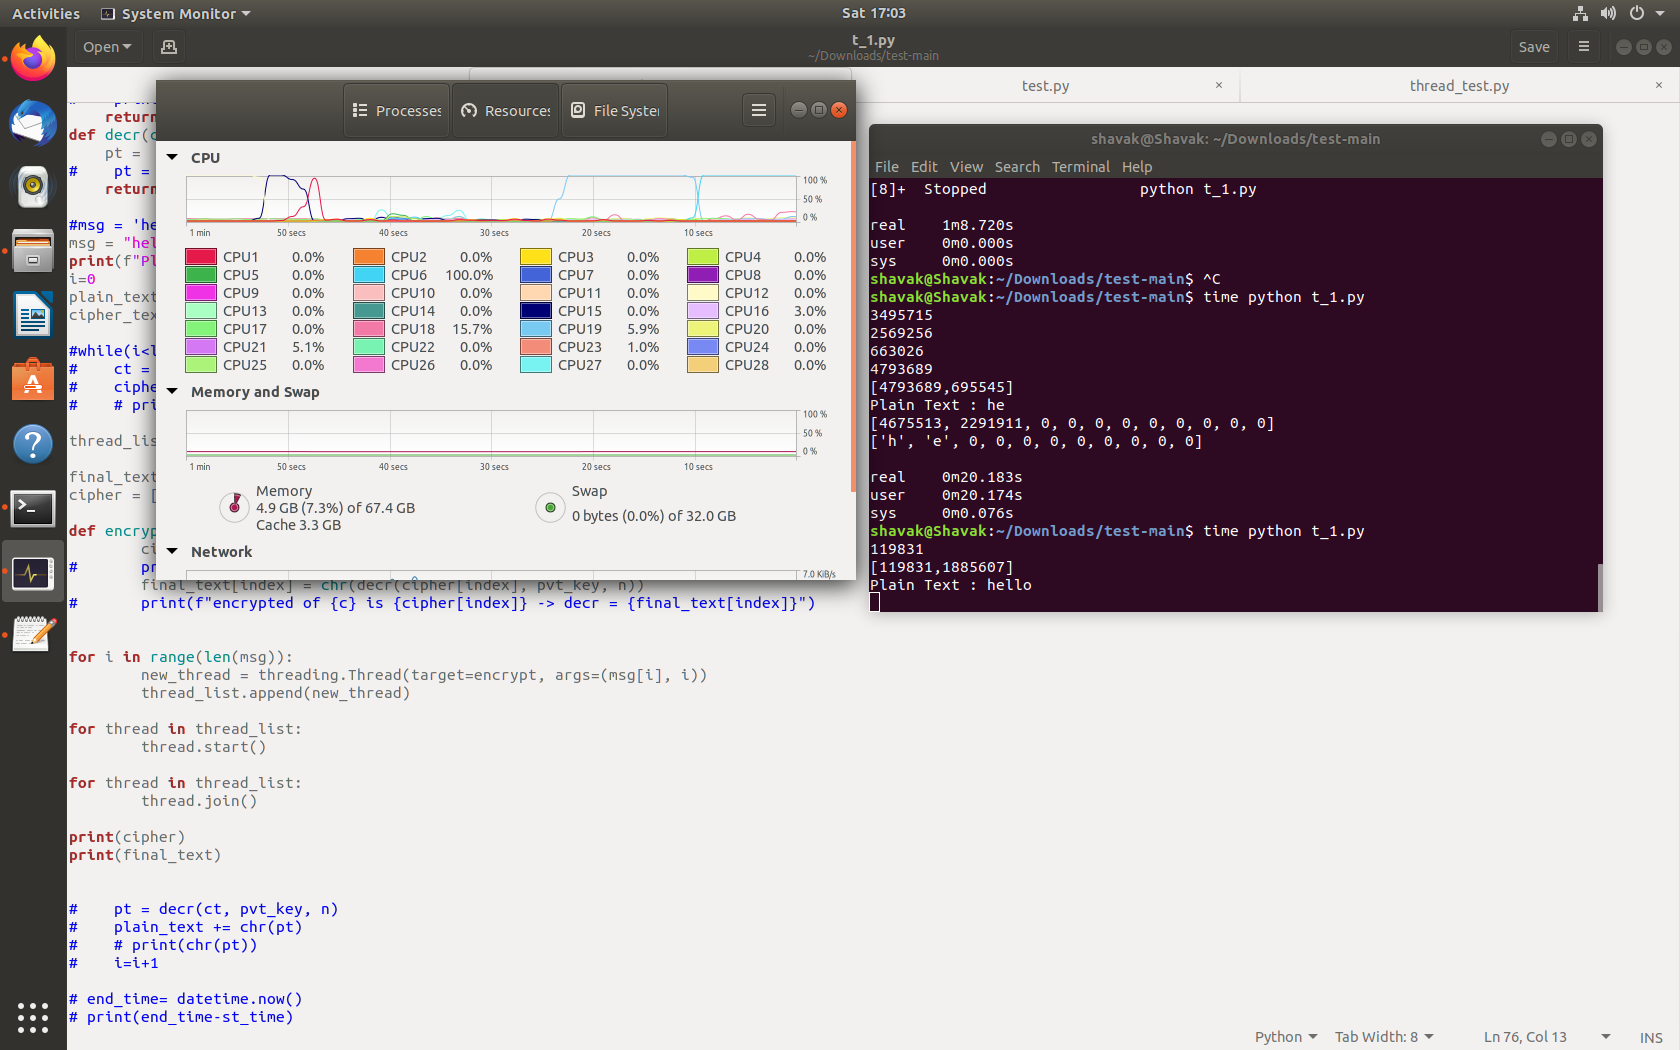 Activities System Monitor Sat 17:03
Open t_1.py Save
~/Downloads/test-main
test.py × thread_test.py ×
Processes Resources File System
CPU
100 %
50 %
0 %
1 min 50 secs 40 secs 30 secs 20 secs 10 secs
CPU1 0.0% CPU2 0.0% CPU3 0.0% CPU4 0.0%
CPU5 0.0% CPU6 100.0% CPU7 0.0% CPU8 0.0%
CPU9 0.0% CPU10 0.0% CPU11 0.0% CPU12 0.0%
CPU13 0.0% CPU14 0.0% CPU15 0.0% CPU16 3.0%
CPU17 0.0% CPU18 15.7% CPU19 5.9% CPU20 0.0%
CPU21 5.1% CPU22 0.0% CPU23 1.0% CPU24 0.0%
CPU25 0.0% CPU26 0.0% CPU27 0.0% CPU28 0.0%
Memory and Swap
100 %
50 %
0 %
1 min 50 secs 40 secs 30 secs 20 secs 10 secs
Memory
4.9 GB (7.3%) of 67.4 GB
Cache 3.3 GB
Swap
0 bytes (0.0%) of 32.0 GB
Network
7.0 KiB/s
shavak@Shavak: ~/Downloads/test-main
File Edit View Search Terminal Help
[8]+ Stopped python t_1.py
real 1m8.720s
user 0m0.000s
sys 0m0.000s
shavak@Shavak:~/Downloads/test-main$ ^C
shavak@Shavak:~/Downloads/test-main$ time python t_1.py
3495715
2569256
663026
4793689
[4793689,695545]
Plain Text : he
[4675513, 2291911, 0, 0, 0, 0, 0, 0, 0, 0, 0]
['h', 'e', 0, 0, 0, 0, 0, 0, 0, 0, 0]
real 0m20.183s
user 0m20.174s
sys 0m0.076s
shavak@Shavak:~/Downloads/test-main$ time python t_1.py
119831
[119831,1885607]
Plain Text : hello
return
def decr(c
pt =
# pt =
return
#msg = 'he
msg = "hel
print(f"Pl
i=0
plain_text
cipher_tex
#while(i<l
# ct =
# ciphe
# # pri
thread_lis
final_text
cipher = [
def encryp
ci
# pr
final_text[index] = chr(decr(cipher[index], pvt_key, n))
# print(f"encrypted of {c} is {cipher[index]} -> decr = {final_text[index]}")
for i in range(len(msg)):
new_thread = threading.Thread(target=encrypt, args=(msg[i], i))
thread_list.append(new_thread)
for thread in thread_list:
thread.start()
for thread in thread_list:
thread.join()
print(cipher)
print(final_text)
# pt = decr(ct, pvt_key, n)
# plain_text += chr(pt)
# # print(chr(pt))
# i=i+1
# end_time= datetime.now()
# print(end_time-st_time)
Python Tab Width: 8 Ln 76, Col 13 INS